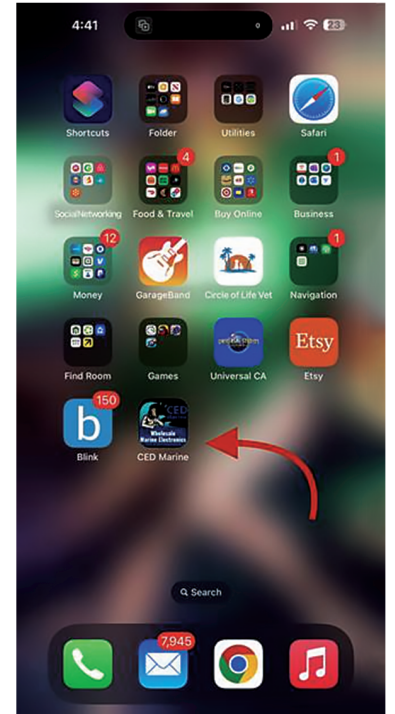 4:41
23
Shortcuts
Folder
Utilities
Safari
SocialNetworking
4
Food & Travel
Buy Online
1
Business
12
Money
GarageBand
Circle of Life Vet
1
Navigation
Find Room
Games
Universal CA
Etsy
Etsy
150
b
Blink
CED
Wholesale
Marine Electronics
CED Marine
Search
7,945